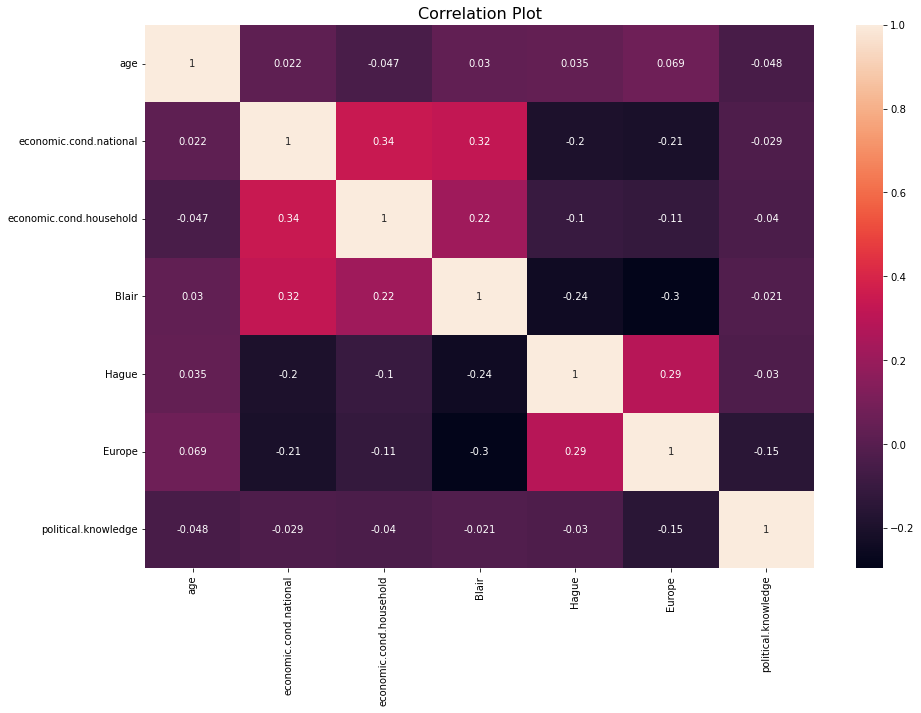 Correlation Plot
age 1 0.022 -0.047 0.03 0.035 0.069 -0.048
economic.cond.national 0.022 1 0.34 0.32 -0.2 -0.21 -0.029
economic.cond.household -0.047 0.34 1 0.22 -0.1 -0.11 -0.04
Blair 0.03 0.32 0.22 1 -0.24 -0.3 -0.021
Hague 0.035 -0.2 -0.1 -0.24 1 0.29 -0.03
Europe 0.069 -0.21 -0.11 -0.3 0.29 1 -0.15
political.knowledge -0.048 -0.029 -0.04 -0.021 -0.03 -0.15 1
age
economic.cond.national
economic.cond.household
Blair
Hague
Europe
political.knowledge
1.0
0.8
0.6
0.4
0.2
0.0
−0.2